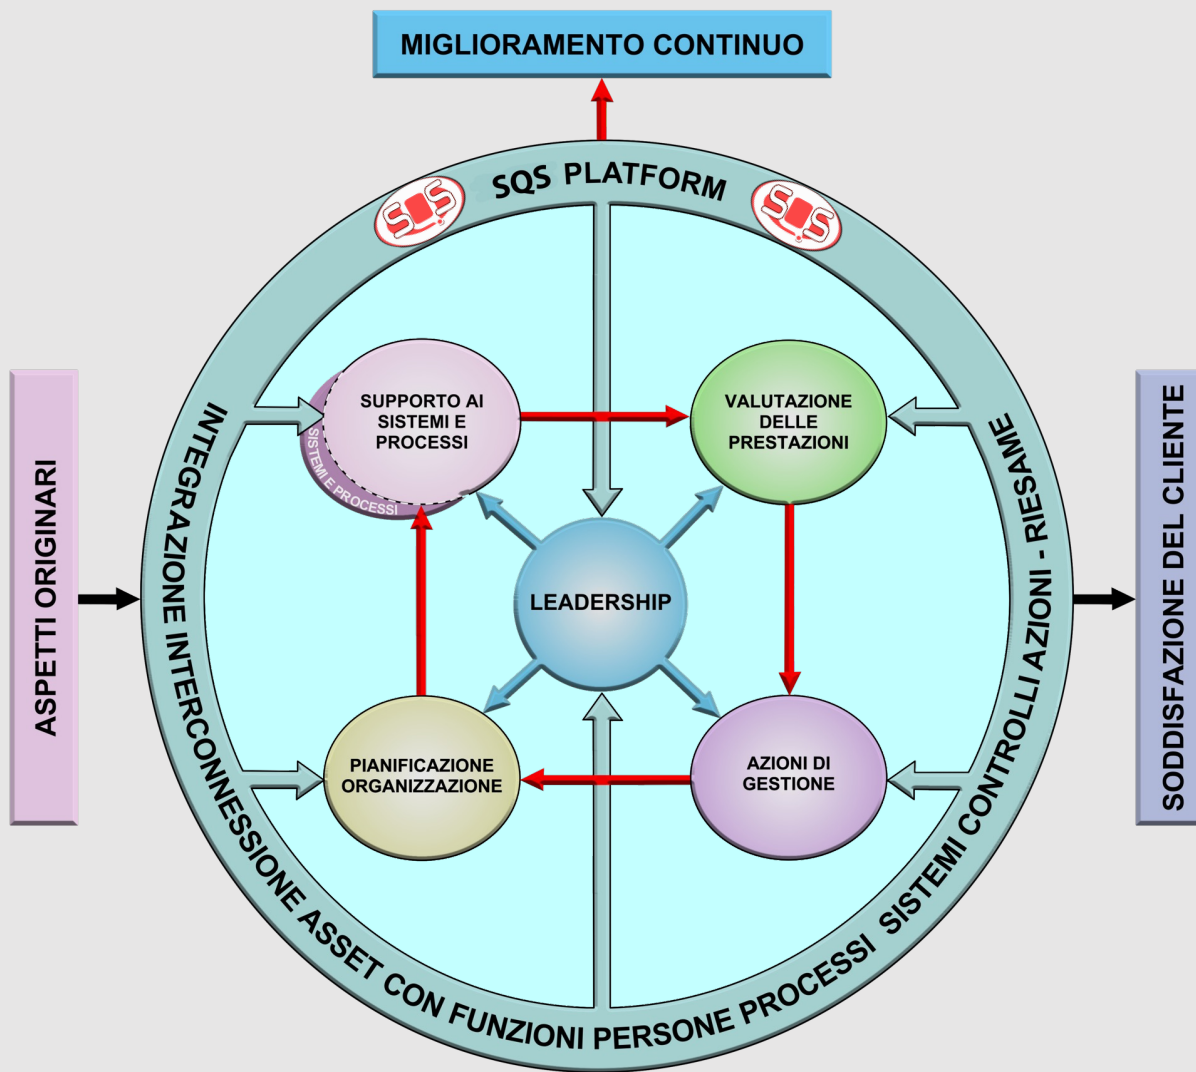 MIGLIORAMENTO CONTINUO
SQS PLATFORM
SQS
SQS
ASPETTI ORIGINARI
SUPPORTO AI
SISTEMI E
PROCESSI
SISTEMI E PROCESSI
VALUTAZIONE
DELLE
PRESTAZIONI
LEADERSHIP
PIANIFICAZIONE
ORGANIZZAZIONE
AZIONI DI
GESTIONE
INTEGRAZIONE INTERCONNESSIONE ASSET CON FUNZIONI PERSONE PROCESSI SISTEMI CONTROLLI AZIONI - RIESAME
SODDISFAZIONE DEL CLIENTE